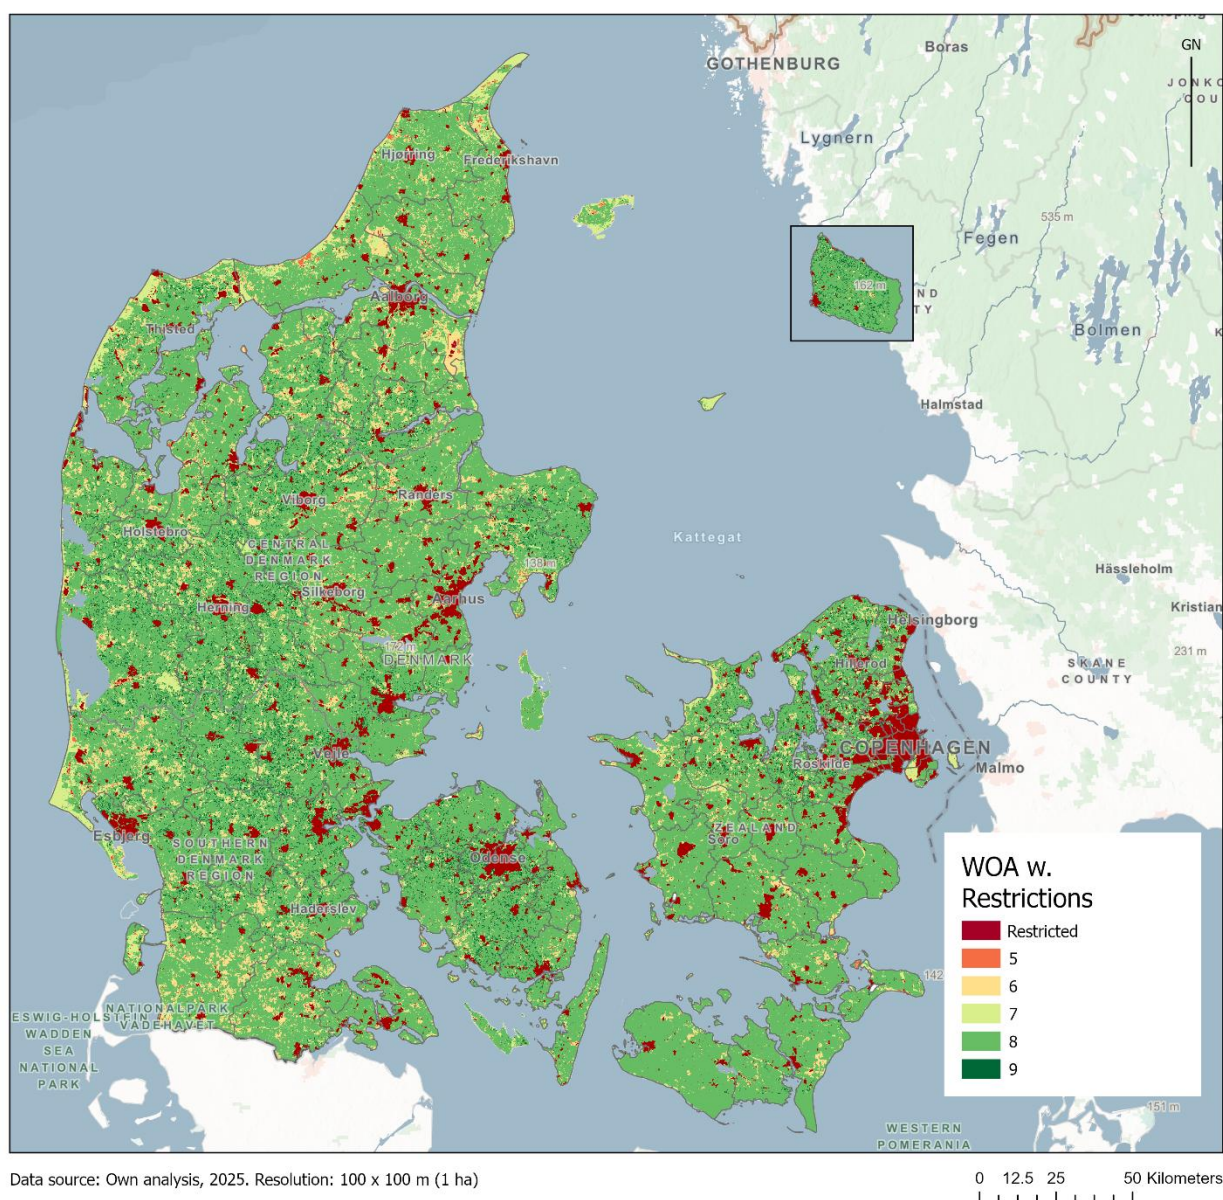 GOTHENBURG
Boras
GN
Lygnern
Hjørring
Frederikshavn
535 m
Fegen
162 m
Aalborg
Bolmen
Thisted
Halmstad
Viborg
Randers
Holstebro
Kattegat
CENTRAL
DENMARK
REGION
138 m
Hässleholm
Silkeborg
Herning
Aarhus
Kristian
Helsingborg
172 m
DENMARK
Hillerod
231 m
SKANE
COUNTY
COPENHAGEN
Vejle
Roskilde
Malmo
Esbjerg
SOUTHERN
DENMARK
REGION
ZEALAND
Soro
Odense
Haderslev
142
NATIONALPARK
VADEHAVET
ESWIG-HOLSTEIN
WADDEN
SEA
NATIONAL
PARK
WOA w.
Restrictions
Restricted
5
6
7
8
9
151 m
WESTERN
POMERANIA
Data source: Own analysis, 2025. Resolution: 100 x 100 m (1 ha)
0 12.5 25 50 Kilometers